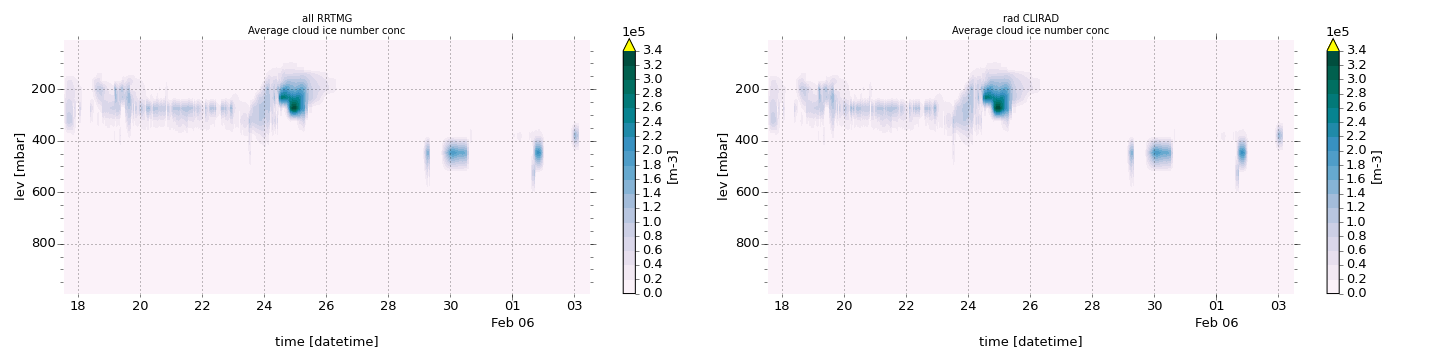 all RRTMG
Average cloud ice number conc
1e5
3.4
3.2
3.0
2.8
2.6
2.4
2.2
2.0
1.8
1.6
1.4
1.2
1.0
0.8
0.6
0.4
0.2
0.0
[m-3]
lev [mbar]
200
400
600
800
18 20 22 24 26 28 30 01 03
Feb 06
time [datetime]
rad CLIRAD
Average cloud ice number conc
1e5
3.4
3.2
3.0
2.8
2.6
2.4
2.2
2.0
1.8
1.6
1.4
1.2
1.0
0.8
0.6
0.4
0.2
0.0
[m-3]
lev [mbar]
200
400
600
800
18 20 22 24 26 28 30 01 03
Feb 06
time [datetime]